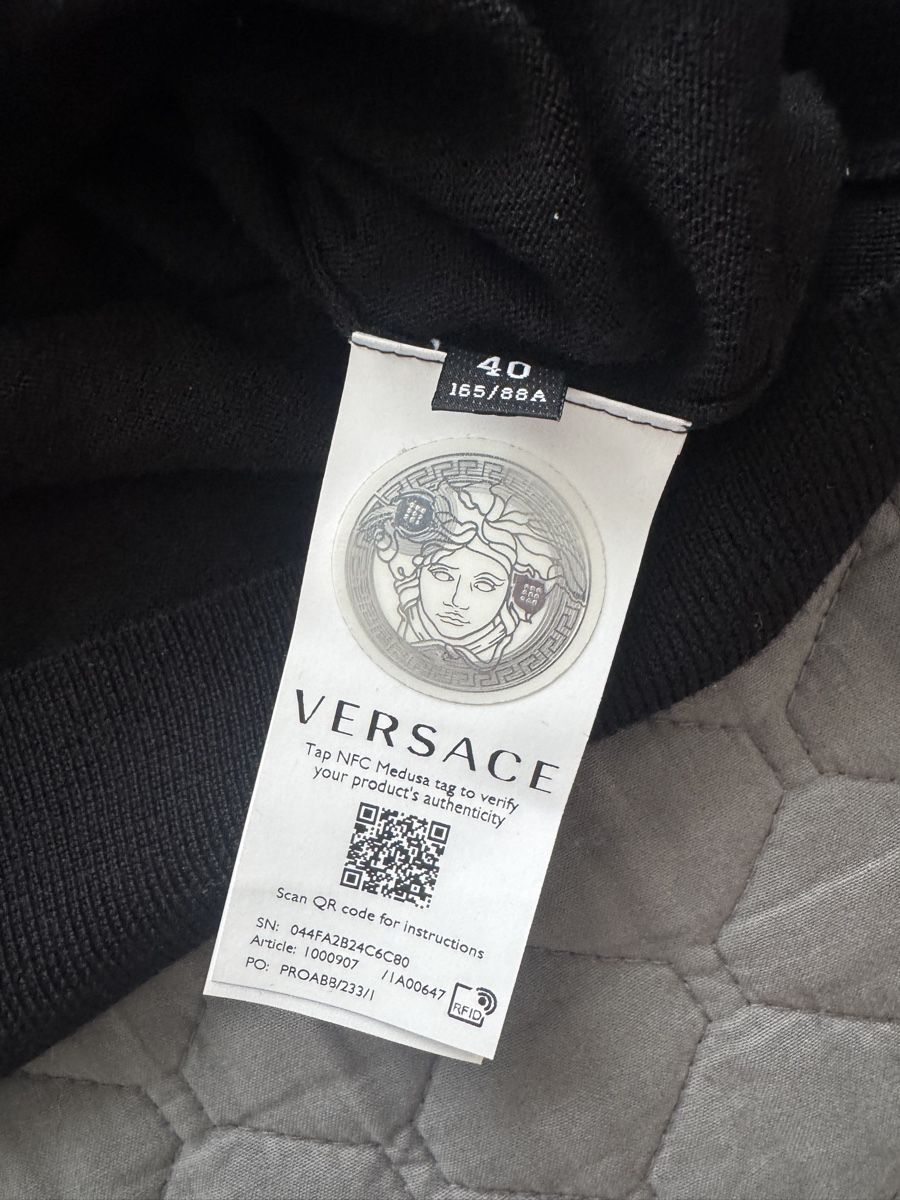 40
165/88A
VERSACE
Tap NFC Medusa tag to verify
your product's authenticity
Scan QR code for instructions
SN: 044FA2B24C6C80
Article: 1000907 /1A00647
PO: PROABB/233/1
RFID